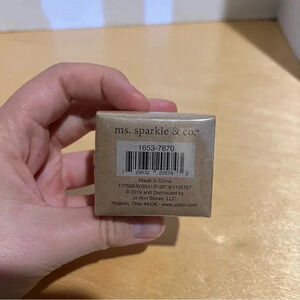 ms. sparkle & co.™
1653-7870
Made in China
© 2019 and Distributed by
Jo-Ann Stores, LLC
Hudson, Ohio 44236 • www.joann.com